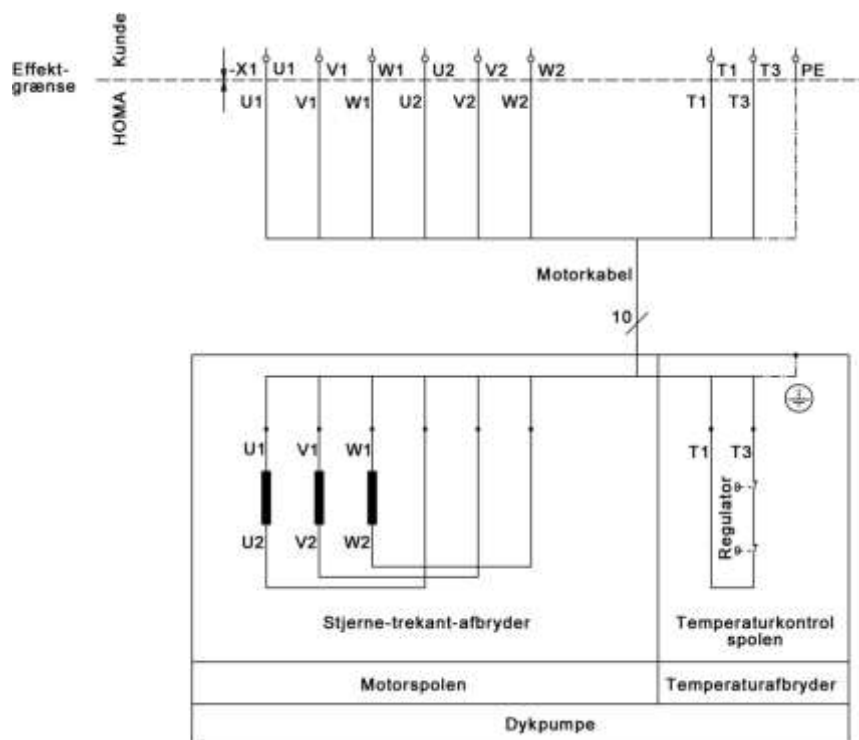 Kunde
Effekt-
grænse
HOMA
-X1 U1 V1 W1 U2 V2 W2 T1 T3 PE
U1 V1 W1 U2 V2 W2 T1 T3
Motorkabel
10
U1 V1 W1 T1 T3
Regulator
U2 V2 W2
Stjerne-trekant-afbryder
Temperaturkontrol
spolen
Motorspolen
Temperaturafbryder
Dykpumpe